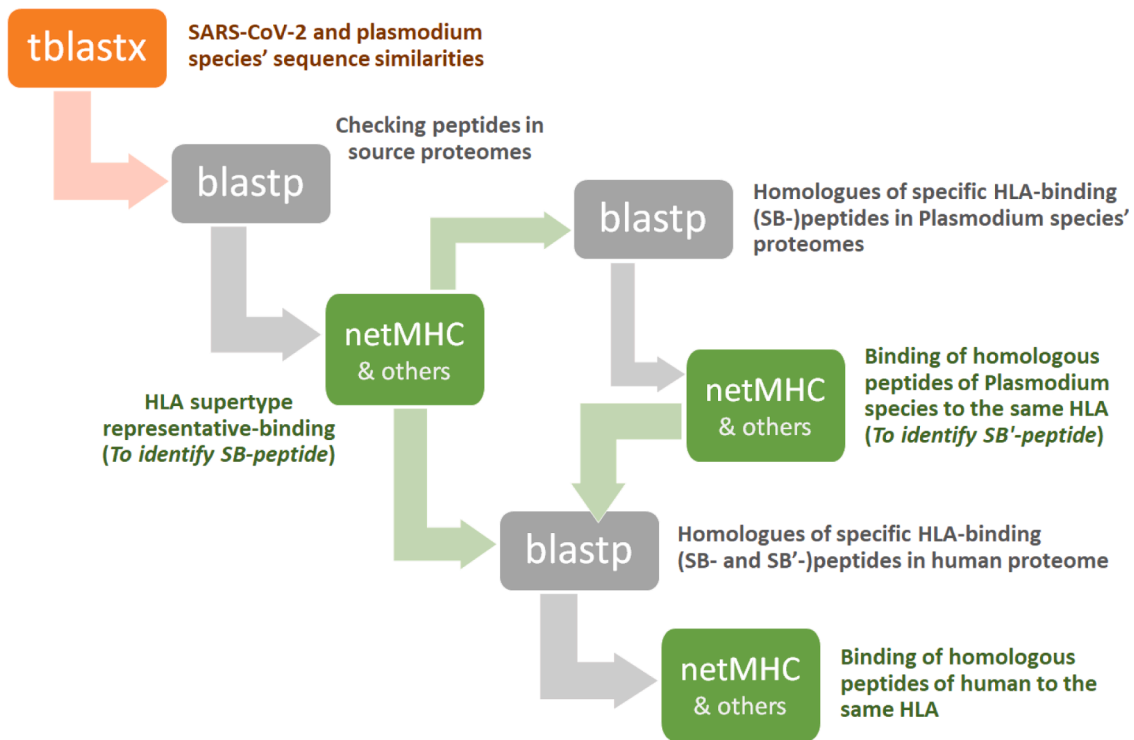 tblastx
SARS-CoV-2 and plasmodium
species’ sequence similarities
blastp
Checking peptides in
source proteomes
netMHC
& others
HLA supertype
representative-binding
(To identify SB-peptide)
blastp
Homologues of specific HLA-binding
(SB-)peptides in Plasmodium species’
proteomes
netMHC
& others
Binding of homologous
peptides of Plasmodium
species to the same HLA
(To identify SB'-peptide)
blastp
Homologues of specific HLA-binding
(SB- and SB’-)peptides in human proteome
netMHC
& others
Binding of homologous
peptides of human to the
same HLA